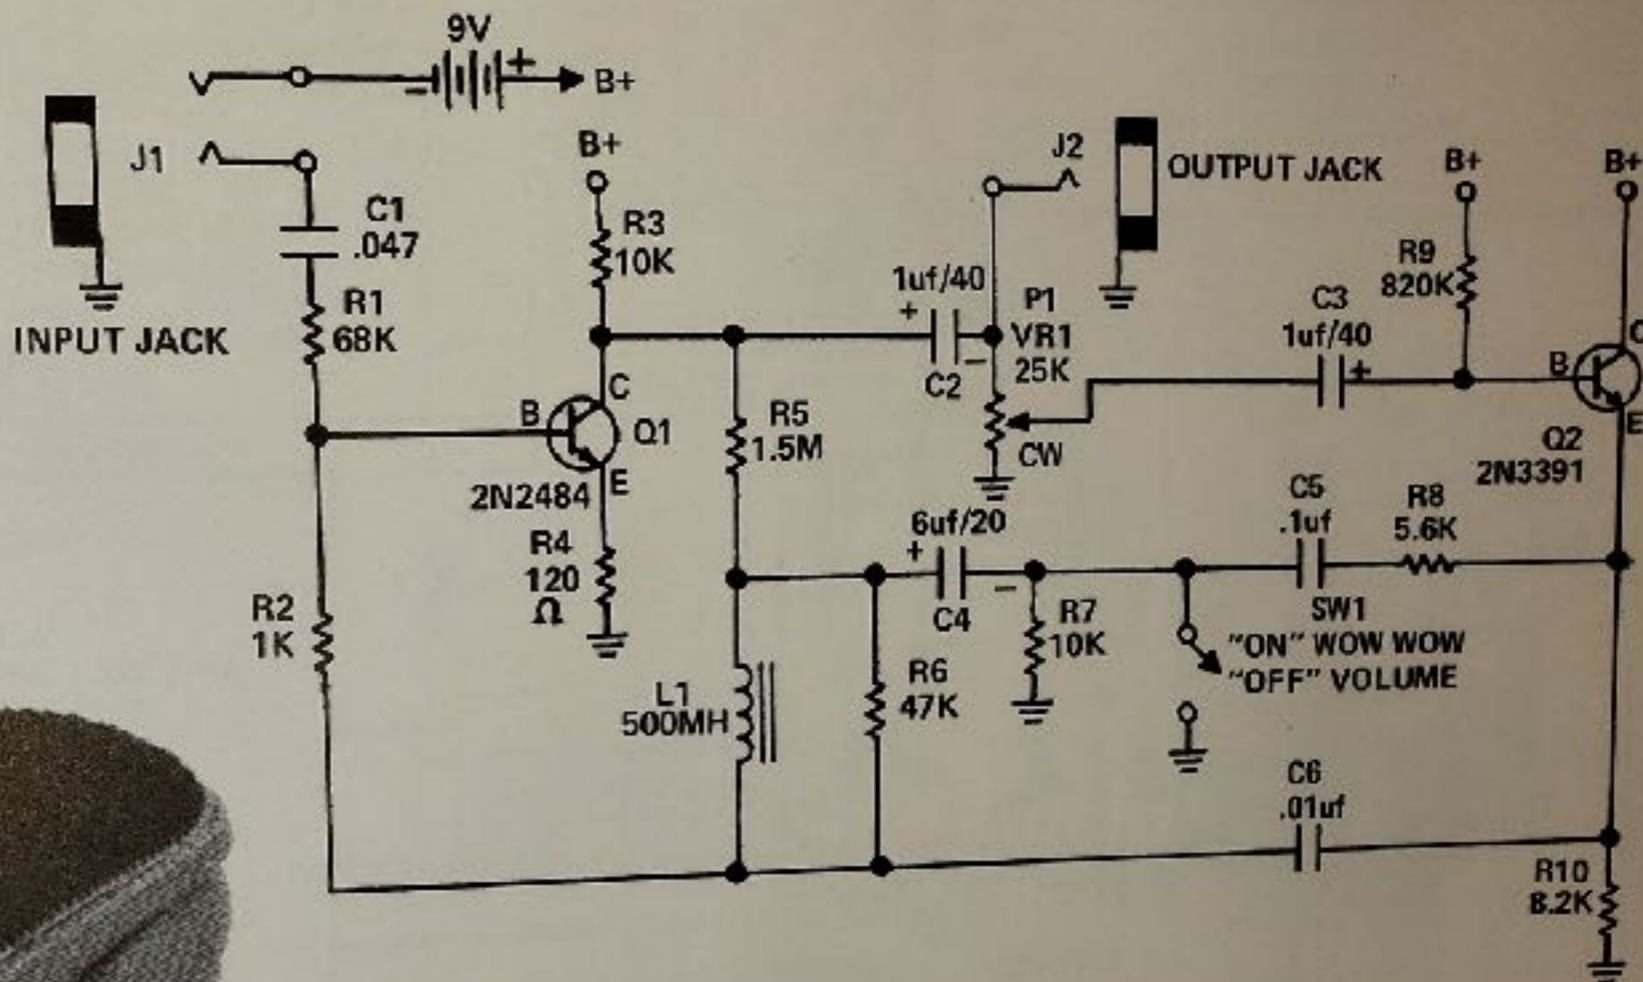 9V
+
-
B+
J1
INPUT JACK
C1
.047
R1
68K
B+
R3
10K
B
C
E
Q1
2N2484
R4
120
Ω
R2
1K
R5
1.5M
L1
500MH
1uf/40
+
-
C2
J2
OUTPUT JACK
P1
VR1
25K
CW
6uf/20
+
-
C4
R6
47K
R7
10K
B+
R9
820K
C3
1uf/40
+
B+
B
C
E
Q2
2N3391
C5
.1uf
R8
5.6K
SW1
"ON" WOW WOW
"OFF" VOLUME
C6
.01uf
R10
8.2K